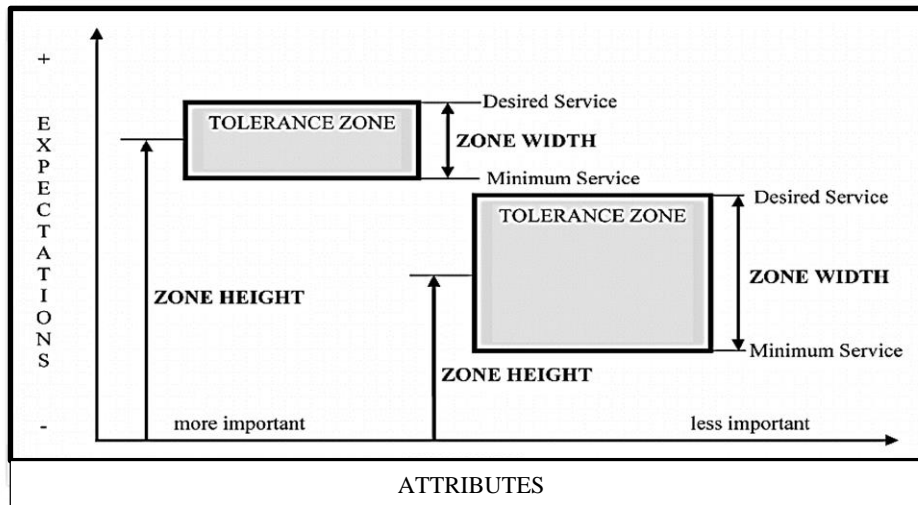 +
EXPECTATIONS
-
TOLERANCE ZONE
Desired Service
ZONE WIDTH
Minimum Service
ZONE HEIGHT
TOLERANCE ZONE
Desired Service
ZONE WIDTH
Minimum Service
ZONE HEIGHT
more important
less important
ATTRIBUTES